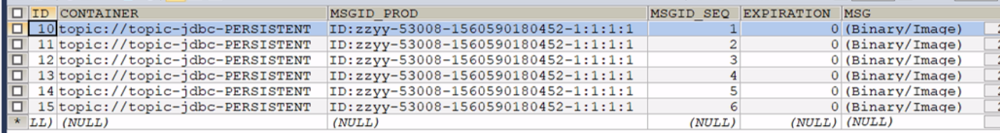 ID CONTAINER MSGID_PROD MSGID_SEQ EXPIRATION MSG
10 topic://topic-jdbc-PERSISTENT ID:zzyy-53008-1560590180452-1:1:1:1 1 0 (Binary/Image)
11 topic://topic-jdbc-PERSISTENT ID:zzyy-53008-1560590180452-1:1:1:1 2 0 (Binary/Image)
12 topic://topic-jdbc-PERSISTENT ID:zzyy-53008-1560590180452-1:1:1:1 3 0 (Binary/Image)
13 topic://topic-jdbc-PERSISTENT ID:zzyy-53008-1560590180452-1:1:1:1 4 0 (Binary/Image)
14 topic://topic-jdbc-PERSISTENT ID:zzyy-53008-1560590180452-1:1:1:1 5 0 (Binary/Image)
15 topic://topic-jdbc-PERSISTENT ID:zzyy-53008-1560590180452-1:1:1:1 6 0 (Binary/Image)
* LL) (NULL) (NULL) (NULL) (NULL) (NULL)